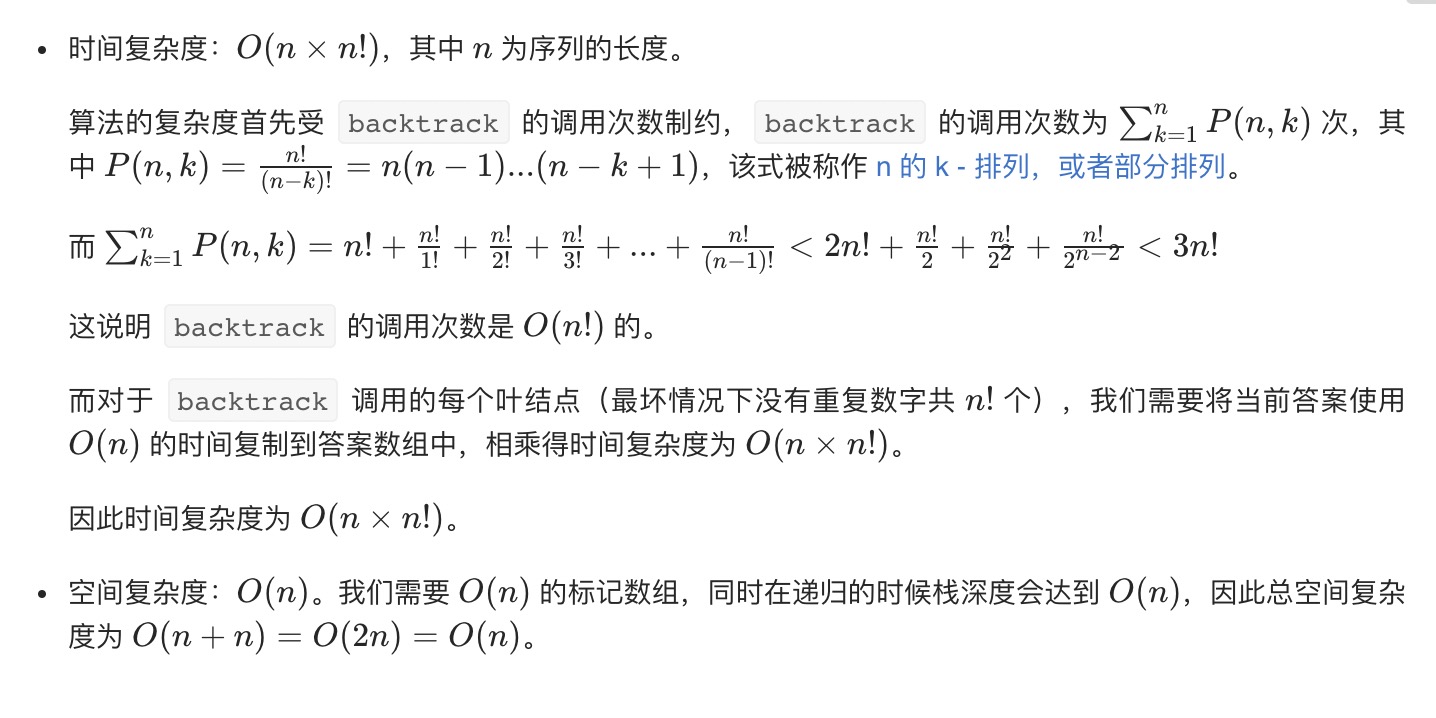 • 时间复杂度：O(n × n!)，其中 n 为序列的长度。
算法的复杂度首先受 backtrack 的调用次数制约，backtrack 的调用次数为 ∑_{k=1}^{n} P(n, k) 次，其
中 P(n, k) = \frac{n!}{(n−k)!} = n(n − 1)...(n − k + 1)，该式被称作 n 的 k - 排列，或者部分排列。
而 ∑_{k=1}^{n} P(n, k) = n! + \frac{n!}{1!} + \frac{n!}{2!} + \frac{n!}{3!} + ... + \frac{n!}{(n−1)!} < 2n! + \frac{n!}{2} + \frac{n!}{2^2} + \frac{n!}{2^{n−2}} < 3n!
这说明 backtrack 的调用次数是 O(n!) 的。
而对于 backtrack 调用的每个叶结点（最坏情况下没有重复数字共 n! 个），我们需要将当前答案使用
O(n) 的时间复制到答案数组中，相乘得时间复杂度为 O(n × n!)。
因此时间复杂度为 O(n × n!)。
• 空间复杂度：O(n)。我们需要 O(n) 的标记数组，同时在递归的时候栈深度会达到 O(n)，因此总空间复杂
度为 O(n + n) = O(2n) = O(n)。